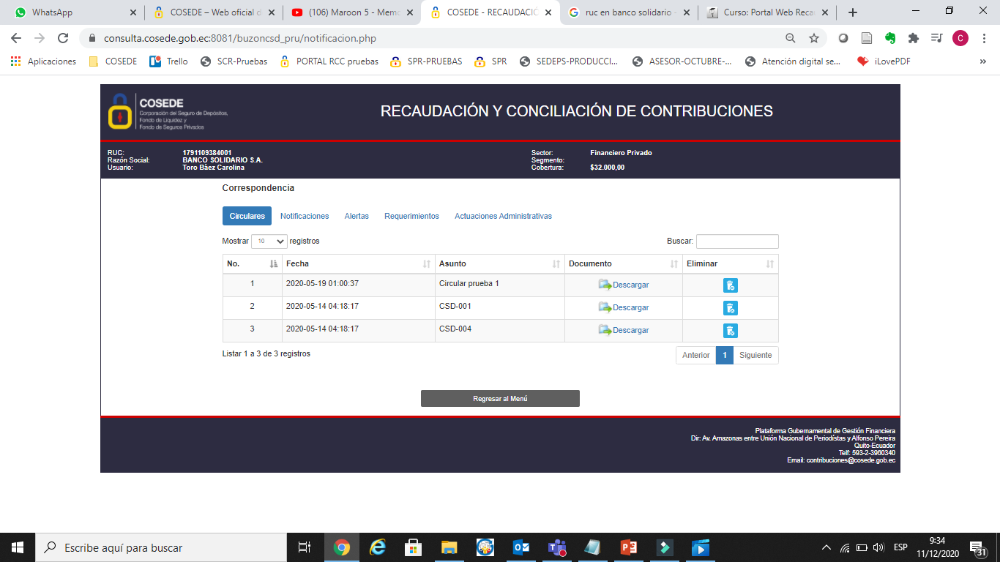 WhatsApp
COSEDE – Web oficial d
(106) Maroon 5 - Memo
COSEDE - RECAUDACIÓ
ruc en banco solidario -
Curso: Portal Web Reca
consulta.cosede.gob.ec:8081/buzoncsd_pru/notificacion.php
C
Aplicaciones
COSEDE
Trello
SCR-Pruebas
PORTAL RCC pruebas
SPR-PRUEBAS
SPR
SEDEPS-PRODUCCI...
ASESOR-OCTUBRE-...
Atención digital se...
iLovePDF
»
COSEDE
Corporación del Seguro de Depósitos,
Fondo de Liquidez y
Fondo de Seguros Privados
RECAUDACIÓN Y CONCILIACIÓN DE CONTRIBUCIONES
RUC: 1791109384001
Razón Social: BANCO SOLIDARIO S.A.
Usuario: Toro Báez Carolina
Sector: Financiero Privado
Segmento:
Cobertura: $32.000,00
Correspondencia
Circulares Notificaciones Alertas Requerimientos Actuaciones Administrativas
Mostrar 10 registros
Buscar:
No. Fecha Asunto Documento Eliminar
1 2020-05-19 01:00:37 Circular prueba 1 Descargar
2 2020-05-14 04:18:17 CSD-001 Descargar
3 2020-05-14 04:18:17 CSD-004 Descargar
Listar 1 a 3 de 3 registros
Anterior 1 Siguiente
Regresar al Menú
Plataforma Gubernamental de Gestión Financiera
Dir: Av. Amazonas entre Unión Nacional de Periodístas y Alfonso Pereira
Quito-Ecuador
Telf: 593-2-3960340
Email: contribuciones@cosede.gob.ec
Escribe aquí para buscar
ESP
9:34
11/12/2020
31